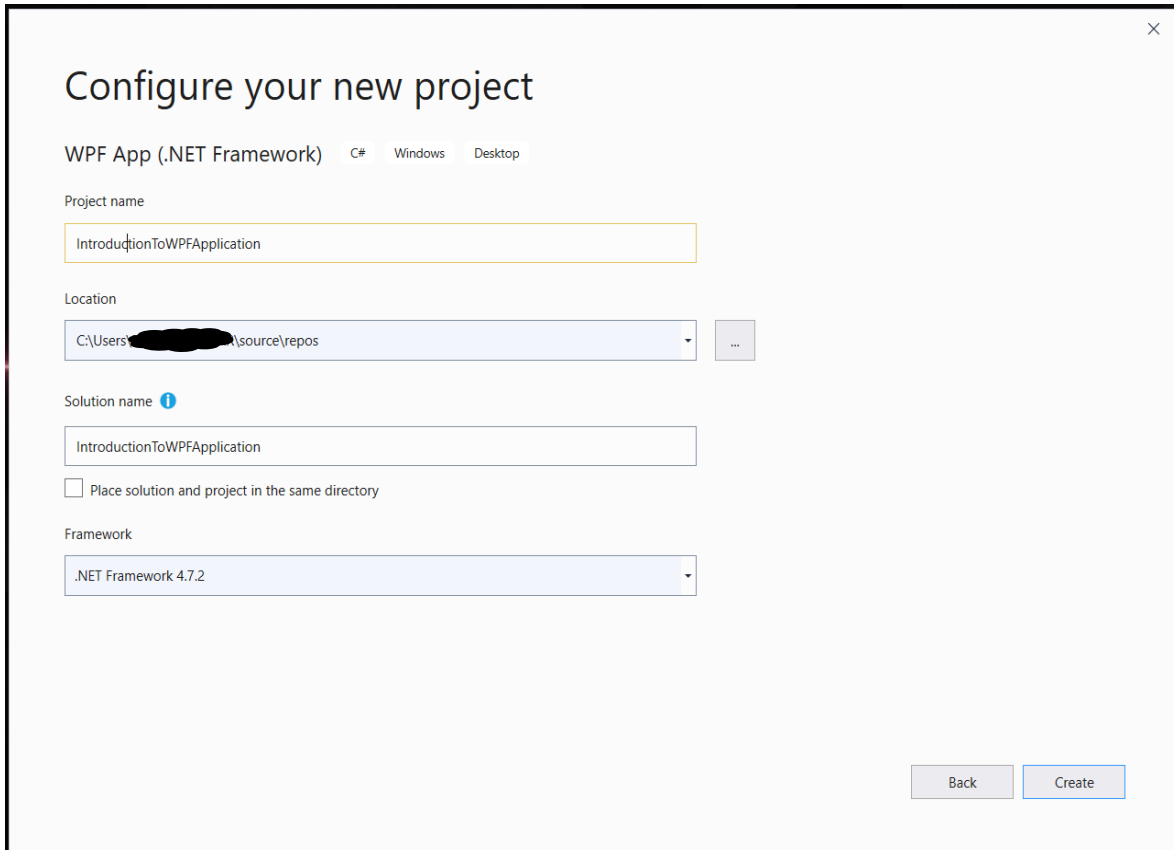 Configure your new project
WPF App (.NET Framework) C# Windows Desktop
Project name
IntroductionToWPFApplication
Location
C:\Users\ \source\repos
...
Solution name
IntroductionToWPFApplication
Place solution and project in the same directory
Framework
.NET Framework 4.7.2
Back Create